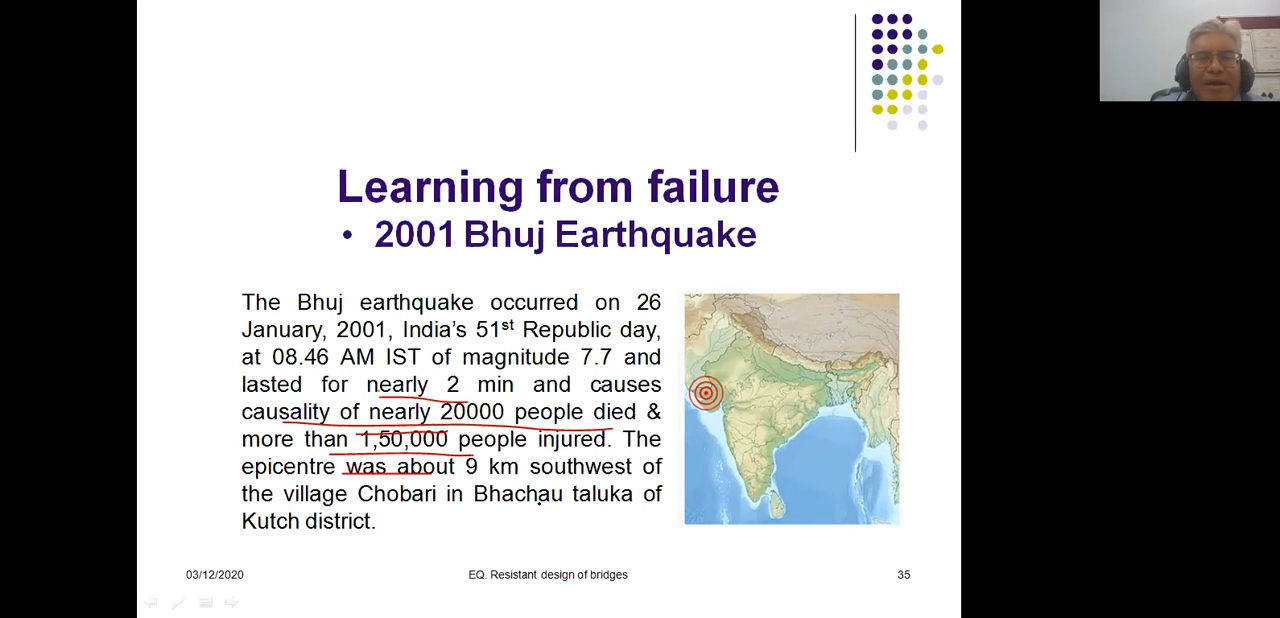 Learning from failure
• 2001 Bhuj Earthquake
The Bhuj earthquake occurred on 26
January, 2001, India's 51st Republic day,
at 08.46 AM IST of magnitude 7.7 and
lasted for nearly 2 min and causes
causality of nearly 20000 people died &
more than 1,50,000 people injured. The
epicentre was about 9 km southwest of
the village Chobari in Bhachau taluka of
Kutch district.
03/12/2020
EQ. Resistant design of bridges
35